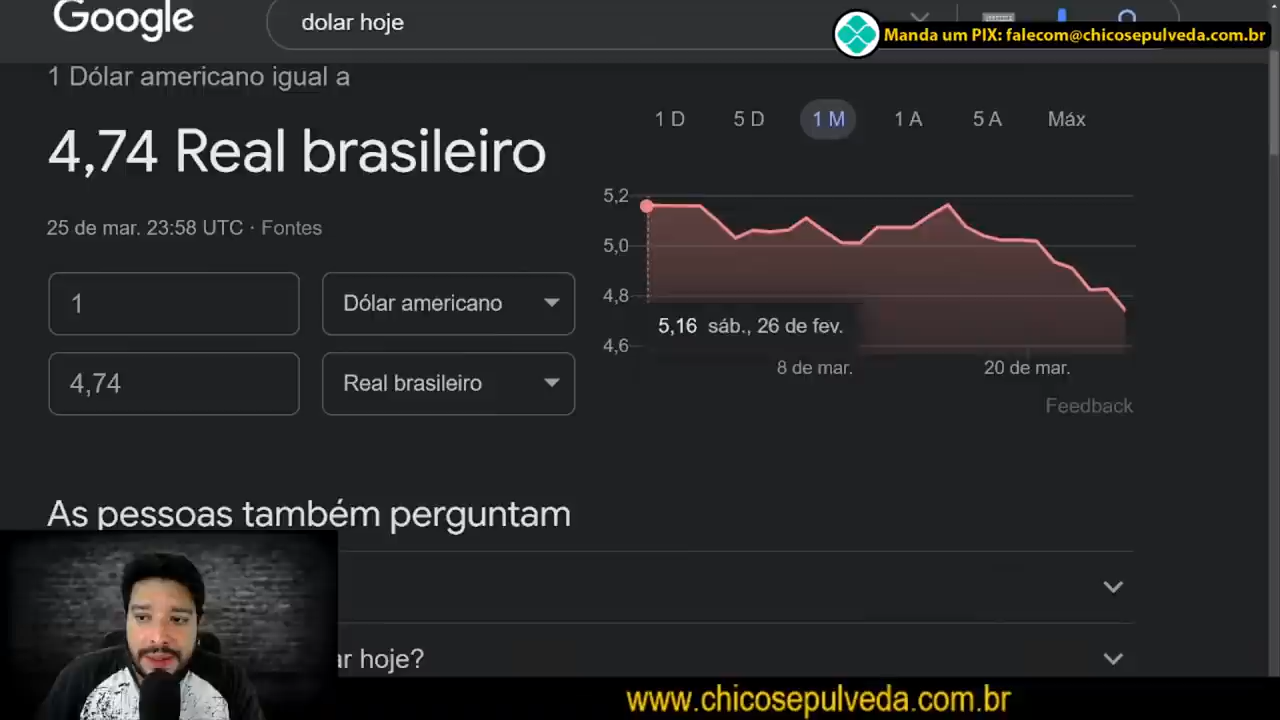 Google
dolar hoje
Manda um PIX: falecom@chicosepulveda.com.br
1 Dólar americano igual a
4,74 Real brasileiro
25 de mar. 23:58 UTC · Fontes
1
Dólar americano
4,74
Real brasileiro
1 D
5 D
1 M
1 A
5 A
Máx
5,2
5,0
4,8
4,6
5,16 sáb., 26 de fev.
8 de mar.
20 de mar.
Feedback
As pessoas também perguntam
ar hoje?
www.chicosepulveda.com.br